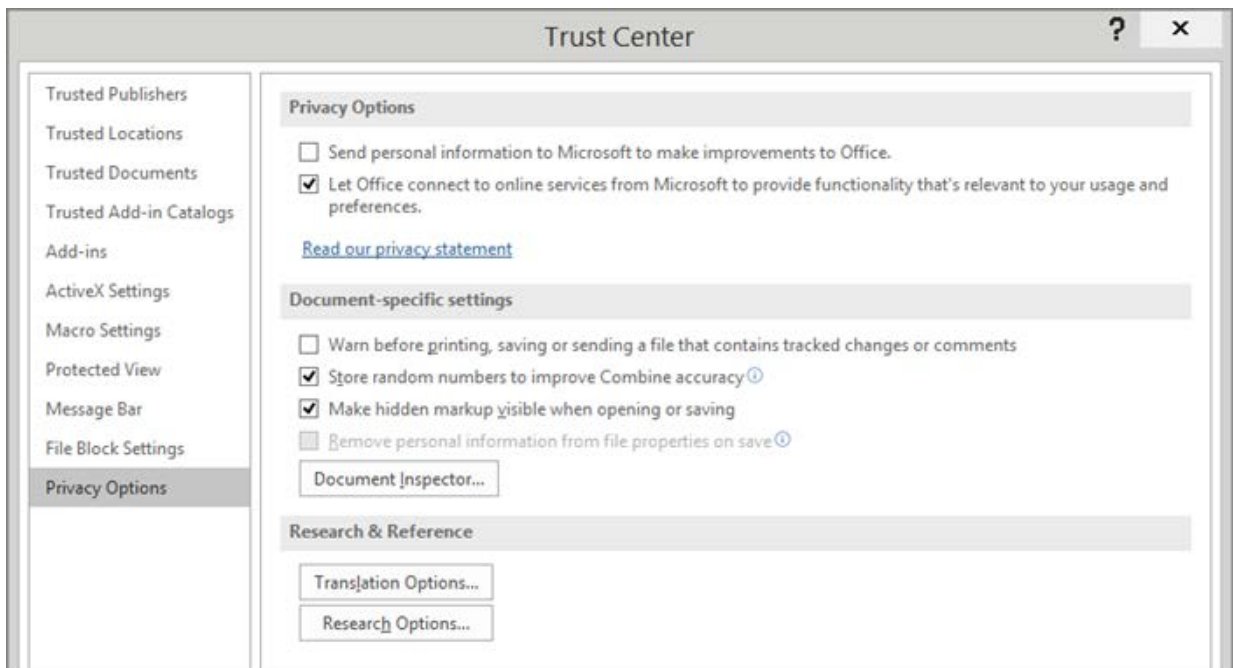 Trust Center
?
×
Trusted Publishers
Trusted Locations
Trusted Documents
Trusted Add-in Catalogs
Add-ins
ActiveX Settings
Macro Settings
Protected View
Message Bar
File Block Settings
Privacy Options
Privacy Options
Send personal information to Microsoft to make improvements to Office.
Let Office connect to online services from Microsoft to provide functionality that's relevant to your usage and
preferences.
Read our privacy statement
Document-specific settings
Warn before printing, saving or sending a file that contains tracked changes or comments
Store random numbers to improve Combine accuracy
Make hidden markup visible when opening or saving
Remove personal information from file properties on save
Document Inspector...
Research & Reference
Translation Options...
Research Options...